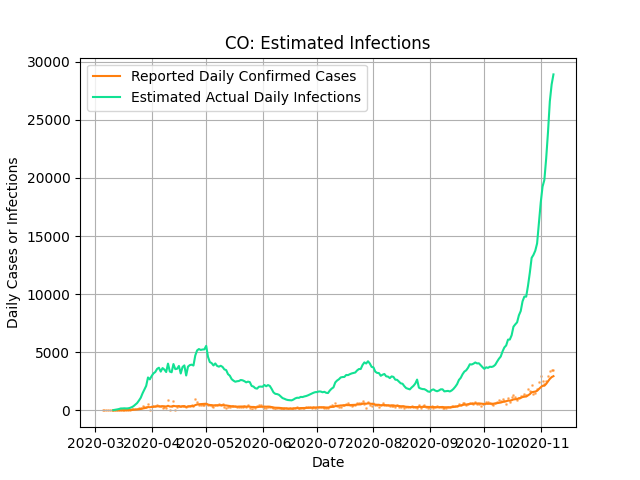 CO: Estimated Infections
Reported Daily Confirmed Cases
Estimated Actual Daily Infections
Daily Cases or Infections
30000
25000
20000
15000
10000
5000
0
2020-03 2020-04 2020-05 2020-06 2020-07 2020-08 2020-09 2020-10 2020-11
Date